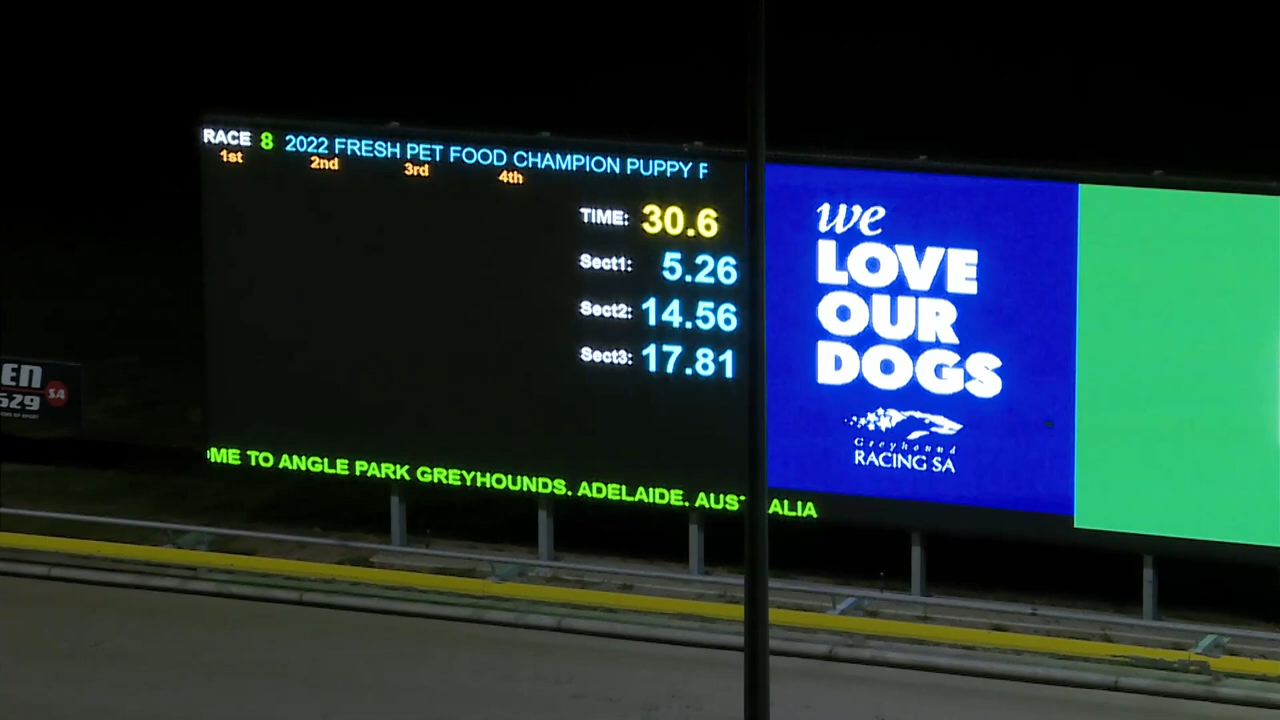 RACE 8 2022 FRESH PET FOOD CHAMPION PUPPY F
1st 2nd 3rd 4th
TIME: 30.6
Sect1: 5.26
Sect2: 14.56
Sect3: 17.81
OME TO ANGLE PARK GREYHOUNDS. ADELAIDE. AUST ALIA
we
LOVE
OUR
DOGS
Greyhound
RACING SA
EN
529
SA